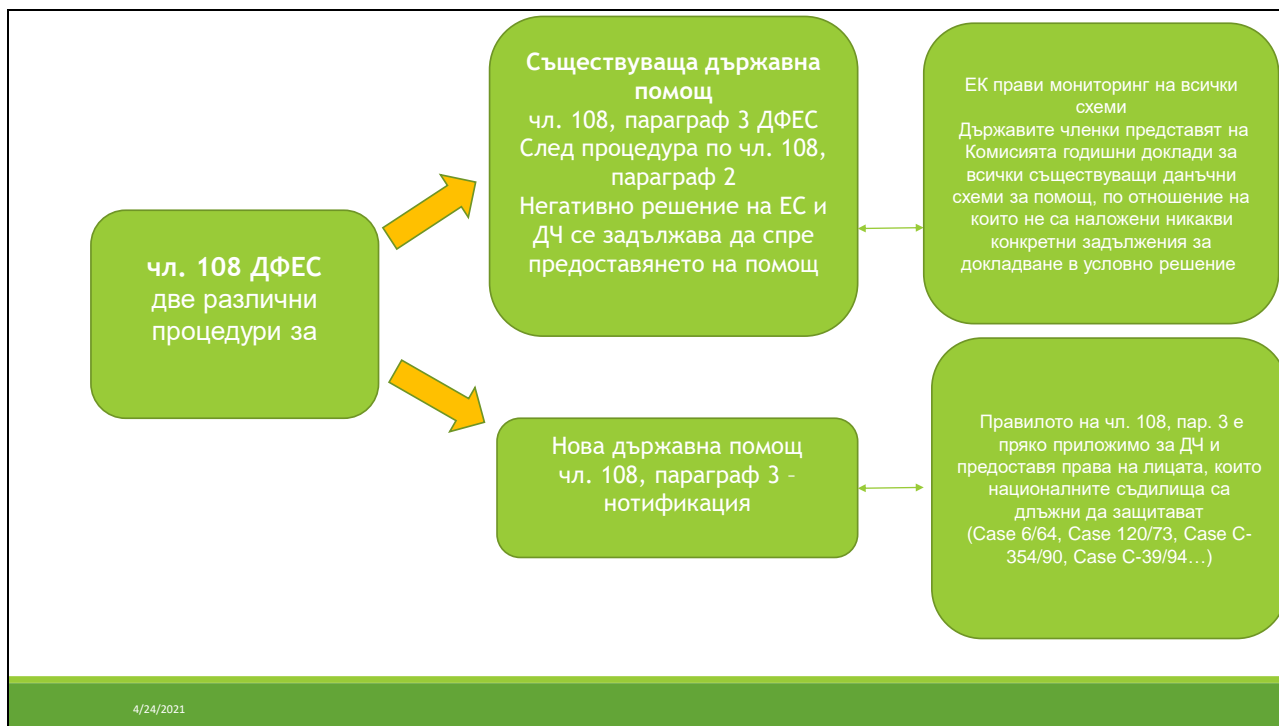 чл. 108 ДФЕС
две различни
процедури за
Съществуваща държавна
помощ
чл. 108, параграф 3 ДФЕС
След процедура по чл. 108,
параграф 2
Негативно решение на ЕС и
ДЧ се задължава да спре
предоставянето на помощ
ЕК прави мониторинг на всички
схеми
Държавите членки представят на
Комисията годишни доклади за
всички съществуващи данъчни
схеми за помощ, по отношение на
които не са наложени никакви
конкретни задължения за
докладване в условно решение
Нова държавна помощ
чл. 108, параграф 3 –
нотификация
Правилото на чл. 108, пар. 3 е
пряко приложимо за ДЧ и
предоставя права на лицата, които
националните съдилища са
длъжни да защитават
(Case 6/64, Case 120/73, Case C-
354/90, Case C-39/94…)
4/24/2021